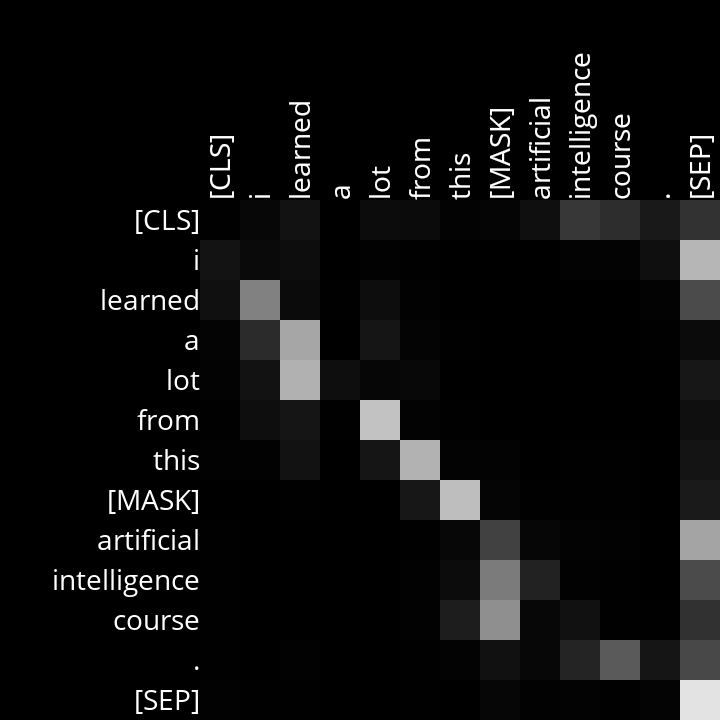 [CLS]
i
learned
a
lot
from
this
[MASK]
artificial
intelligence
course
.
[SEP]
[CLS]
i
learned
a
lot
from
this
[MASK]
artificial
intelligence
course
.
[SEP]